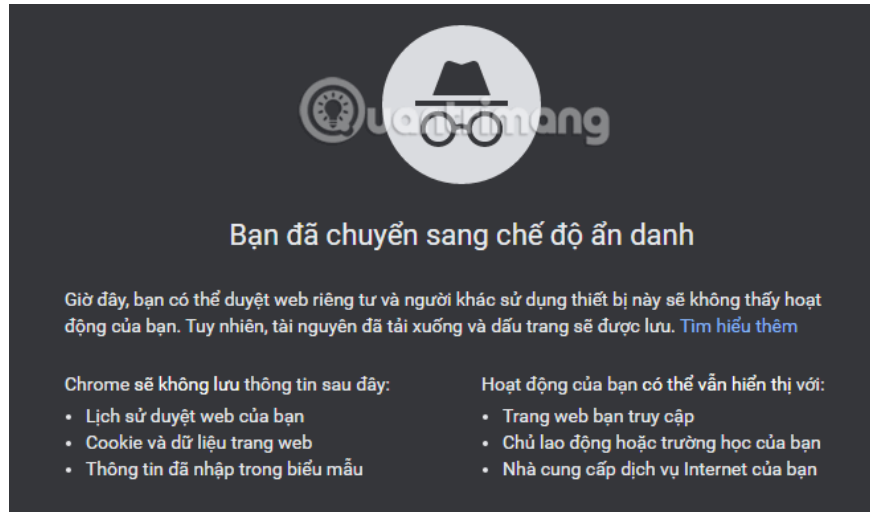 Quantrimang
Bạn đã chuyển sang chế độ ẩn danh
Giờ đây, bạn có thể duyệt web riêng tư và người khác sử dụng thiết bị này sẽ không thấy hoạt
động của bạn. Tuy nhiên, tài nguyên đã tải xuống và dấu trang sẽ được lưu. Tìm hiểu thêm
Chrome sẽ không lưu thông tin sau đây:
• Lịch sử duyệt web của bạn
• Cookie và dữ liệu trang web
• Thông tin đã nhập trong biểu mẫu
Hoạt động của bạn có thể vẫn hiển thị với:
• Trang web bạn truy cập
• Chủ lao động hoặc trường học của bạn
• Nhà cung cấp dịch vụ Internet của bạn